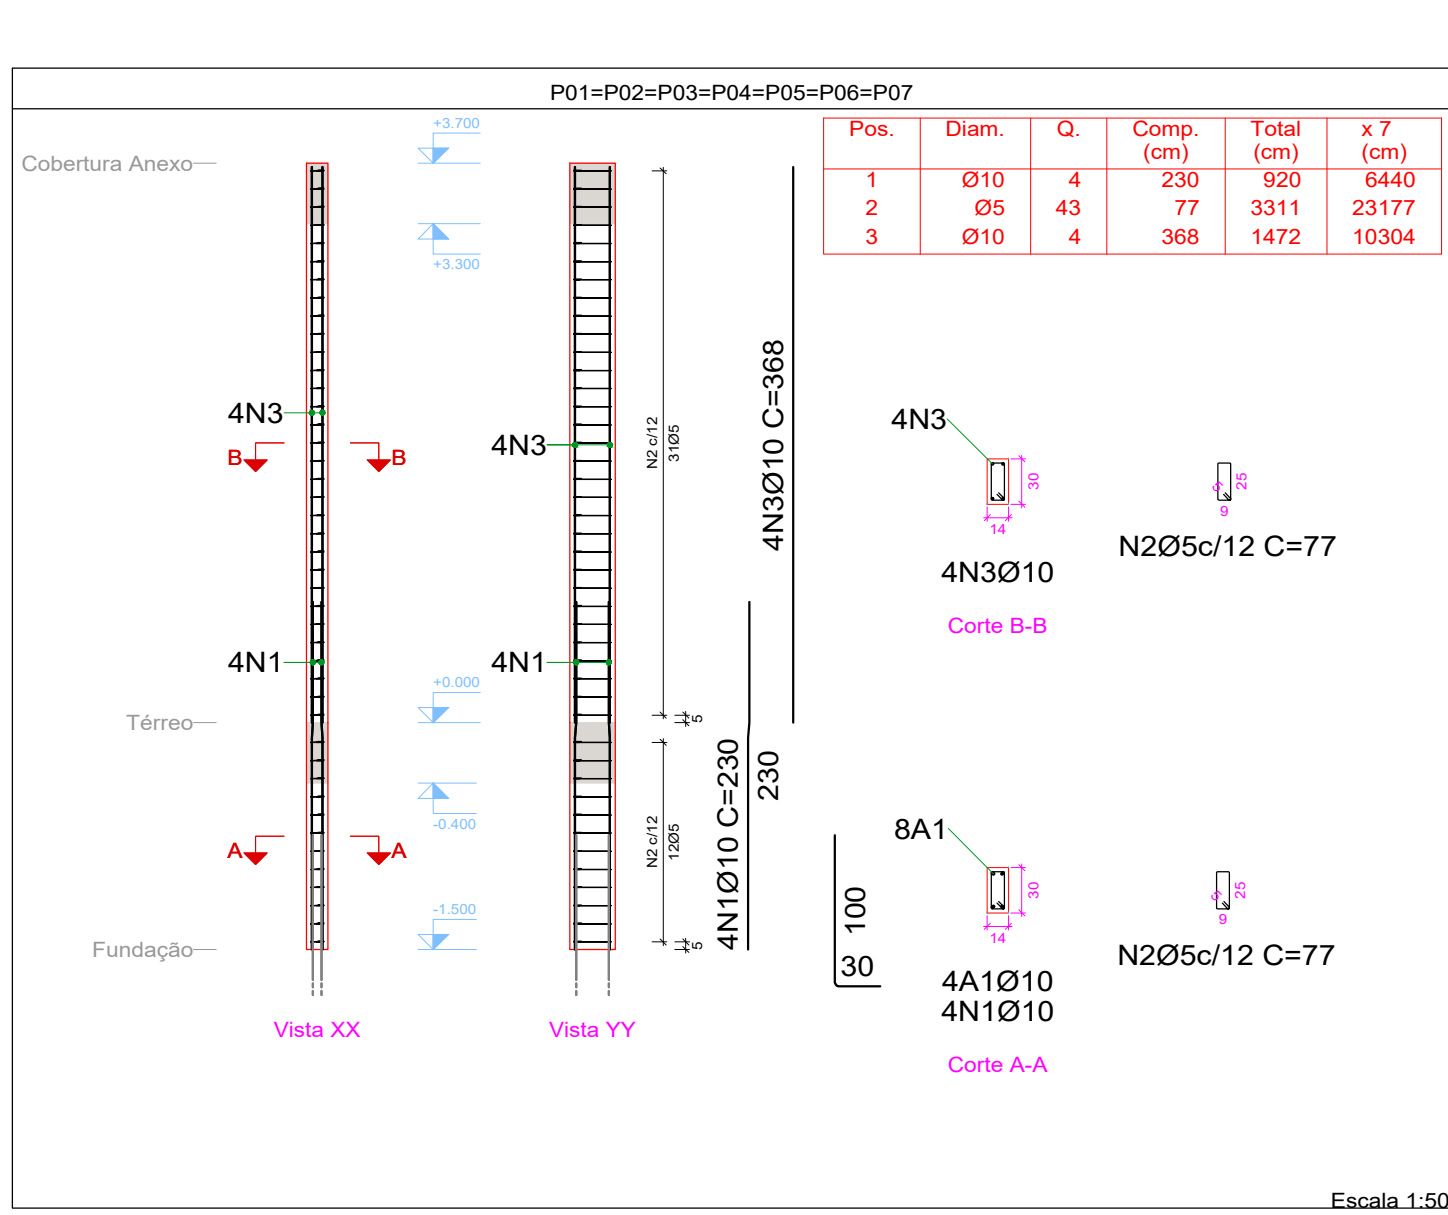 P01=P02=P03=P04=P05=P06=P07
Pos. Diam. Q. Comp. (cm) Total (cm) x 7 (cm)
1 Ø10 4 230 920 6440
2 Ø5 43 77 3311 23177
3 Ø10 4 368 1472 10304
Cobertura Anexo
+3.700
+3.300
4N3
B B
4N3
N2 c/12
31Ø5
4N3Ø10 C=368
4N1
4N1
+0.000
Térreo
5
-0.400
N2 c/12
12Ø5
A A
-1.500
Fundação
5
4N1Ø10 C=230
230
Vista XX
Vista YY
4N3
30
14
4N3Ø10
Corte B-B
5
25
9
N2Ø5c/12 C=77
100
30
8A1
30
14
4A1Ø10
4N1Ø10
Corte A-A
5
25
9
N2Ø5c/12 C=77
Escala 1:50